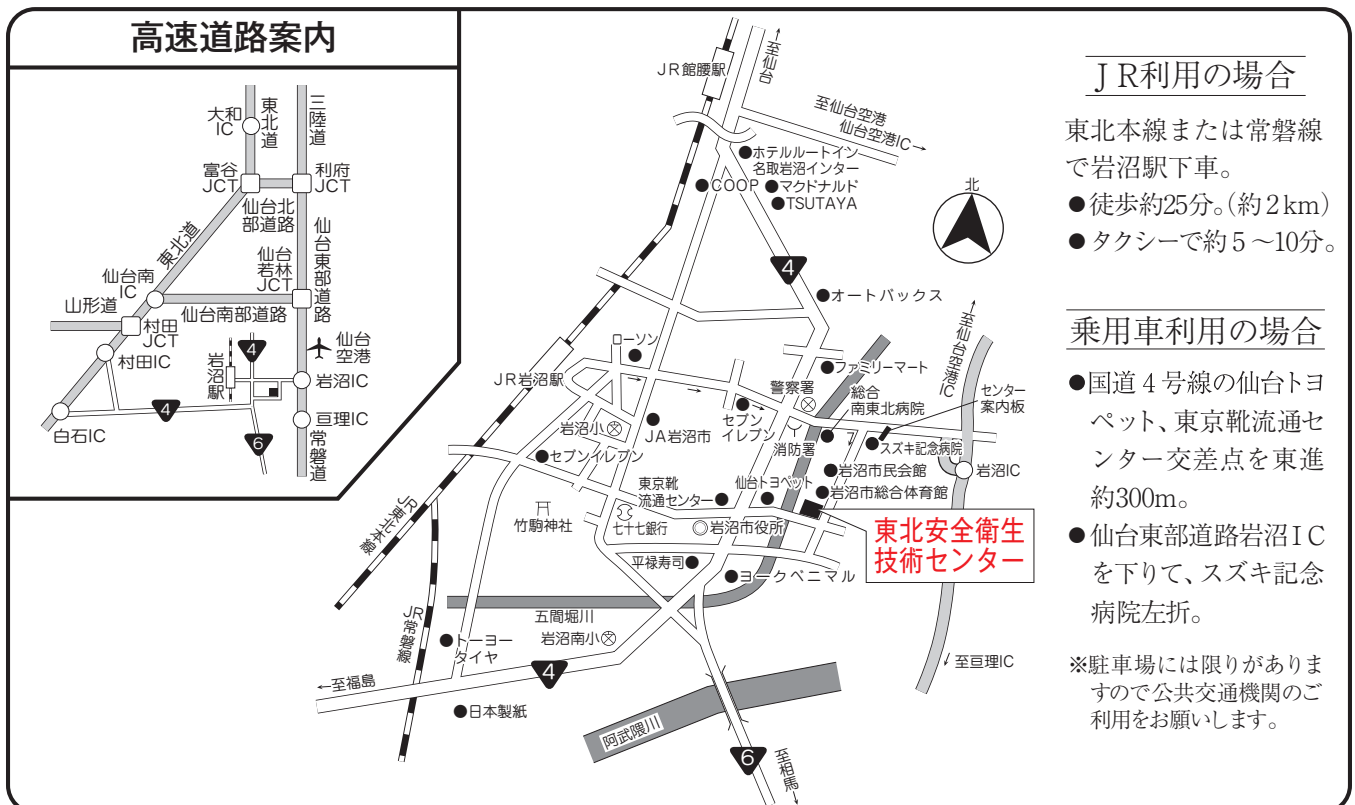 高速道路案内
大和
IC
東北道
三陸道
富谷
JCT
利府
JCT
仙台北
部道路
東北道
仙台東部道路
仙台
若林
JCT
仙台南
IC
仙台南部道路
山形道
村田
JCT
村田IC
岩沼駅
4
仙台
空港
岩沼IC
4
6
亘理IC
白石IC
常磐道
JR館腰駅
至仙台→
至仙台空港
仙台空港IC→
ホテルルートイン
名取岩沼インター
COOP
マクドナルド
TSUTAYA
北
4
オートバックス
←至仙台空港IC
ローソン
JR岩沼駅
ファミリーマート
警察署
総合
南東北病院
センター
案内板
セブン
イレブン
岩沼小
JA岩沼市
消防署
スズキ記念病院
セブンイレブン
岩沼市民会館
岩沼IC
東京靴
流通センター
仙台トヨペット
岩沼市総合体育館
竹駒神社
七十七銀行
岩沼市役所
東北安全衛生
技術センター
JR東北本線
平禄寿司
ヨークベニマル
JR常磐線
五間堀川
岩沼南小
トーヨー
タイヤ
←至福島
4
至亘理IC
日本製紙
阿武隈川
6
至相馬→
JR利用の場合
東北本線または常磐線
で岩沼駅下車。
●徒歩約25分。(約2km)
●タクシーで約5~10分。
乗用車利用の場合
●国道4号線の仙台トヨ
ペット、東京靴流通セ
ンター交差点を東進
約300m。
●仙台東部道路岩沼IC
を下りて、スズキ記念
病院左折。
※駐車場には限りがありま
すので公共交通機関のご
利用をお願いします。